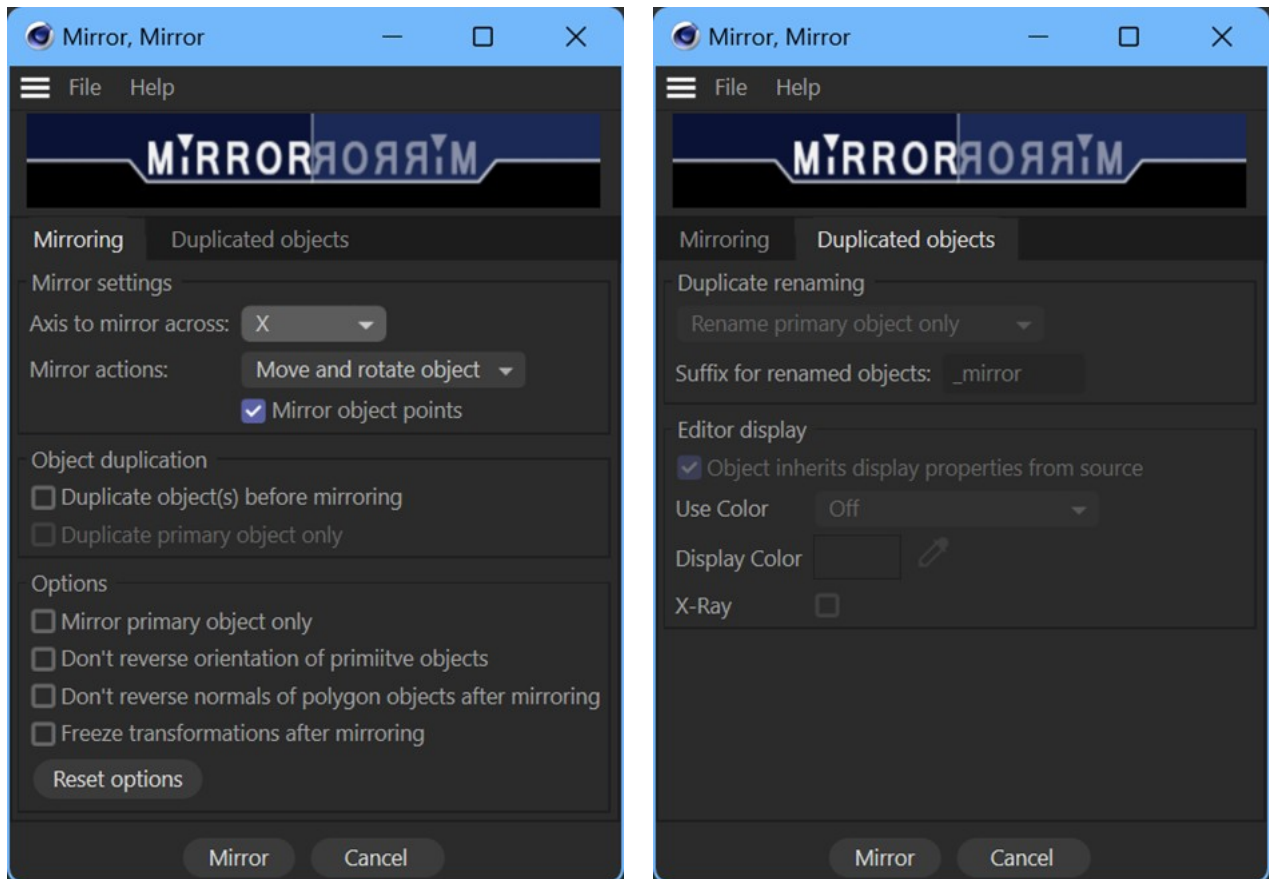 Mirror, Mirror
File Help
MIRRORЯОЯЯIM
Mirroring Duplicated objects
Mirror settings
Axis to mirror across: X
Mirror actions: Move and rotate object
Mirror object points
Object duplication
Duplicate object(s) before mirroring
Duplicate primary object only
Options
Mirror primary object only
Don't reverse orientation of primiitve objects
Don't reverse normals of polygon objects after mirroring
Freeze transformations after mirroring
Reset options
Mirror Cancel
Mirror, Mirror
File Help
MIRRORЯОЯЯIM
Mirroring Duplicated objects
Duplicate renaming
Rename primary object only
Suffix for renamed objects: _mirror
Editor display
Object inherits display properties from source
Use Color Off
Display Color
X-Ray
Mirror Cancel